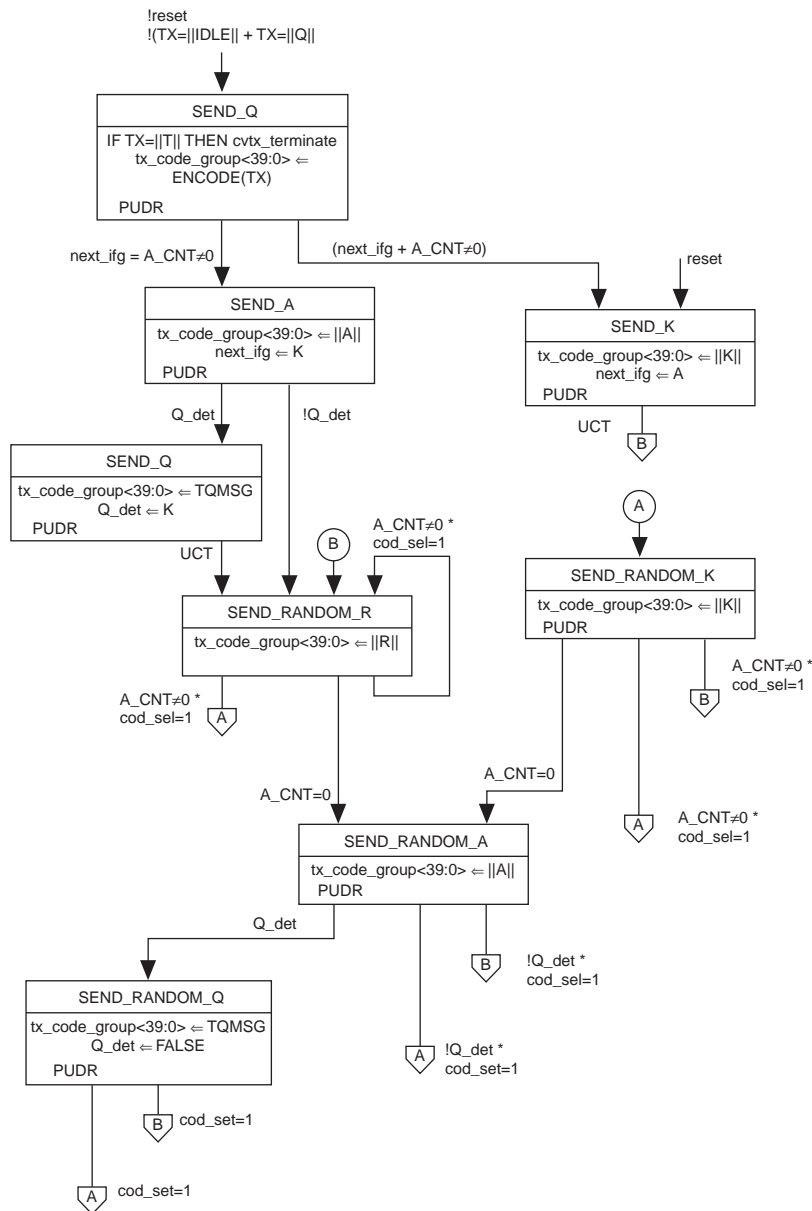 !reset
!(TX=||IDLE|| + TX=||Q||
SEND_Q
IF TX=||T|| THEN cvtx_terminate
tx_code_group<39:0> ⇐
ENCODE(TX)
PUDR
next_ifg = A_CNT≠0
(next_ifg + A_CNT≠0)
reset
SEND_A
tx_code_group<39:0> ⇐ ||A||
next_ifg ⇐ K
PUDR
SEND_K
tx_code_group<39:0> ⇐ ||K||
next_ifg ⇐ A
PUDR
Q_det
!Q_det
UCT
B
SEND_Q
tx_code_group<39:0> ⇐ TQMSG
Q_det ⇐ K
PUDR
UCT
B
A_CNT≠0 *
cod_sel=1
A
SEND_RANDOM_R
tx_code_group<39:0> ⇐ ||R||
SEND_RANDOM_K
tx_code_group<39:0> ⇐ ||K||
PUDR
A_CNT≠0 *
cod_sel=1
A
B
A_CNT≠0 *
cod_sel=1
A_CNT=0
A_CNT=0
A
A_CNT≠0 *
cod_sel=1
SEND_RANDOM_A
tx_code_group<39:0> ⇐ ||A||
PUDR
Q_det
B
!Q_det *
cod_sel=1
A
!Q_det *
cod_set=1
SEND_RANDOM_Q
tx_code_group<39:0> ⇐ TQMSG
Q_det ⇐ FALSE
PUDR
B
cod_set=1
A
cod_set=1